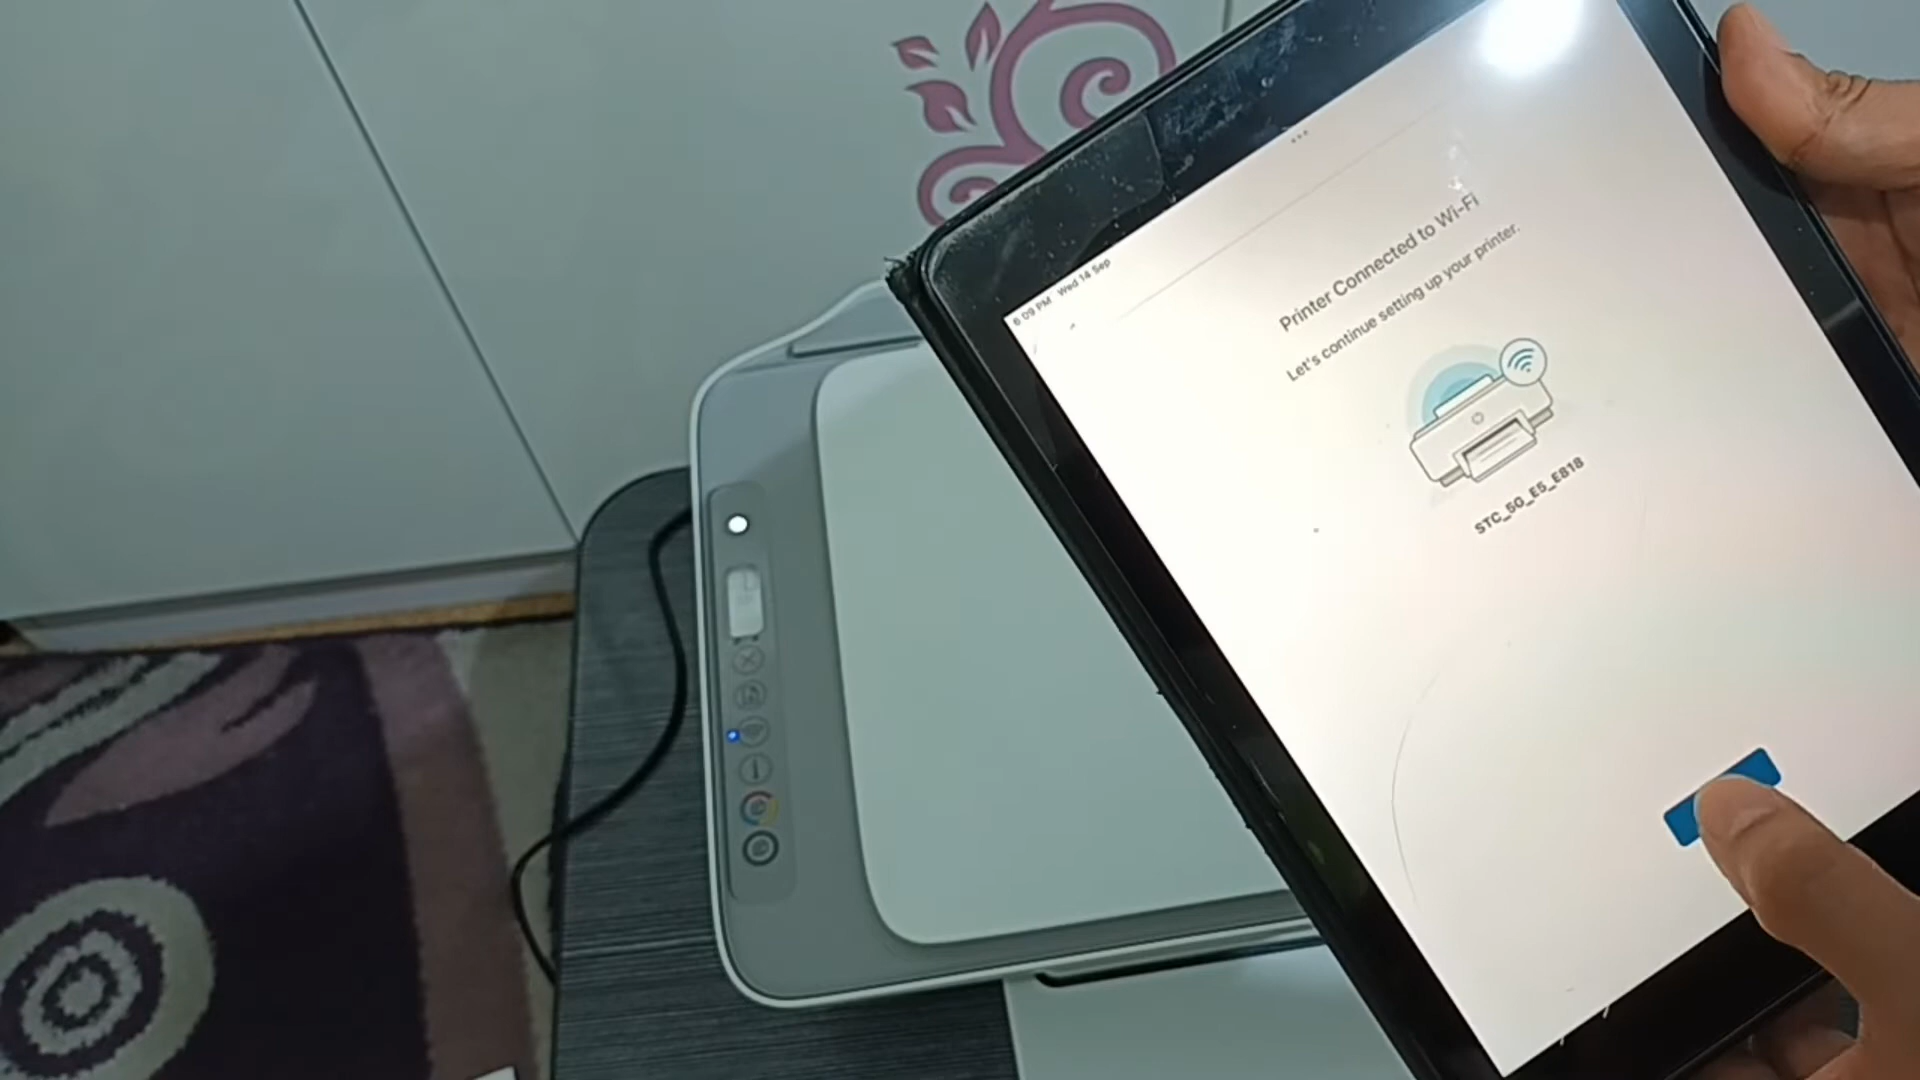 6:09 PM Wed 14 Sep
Printer Connected to Wi-Fi
Let's continue setting up your printer.
STC_5G_E5_E818